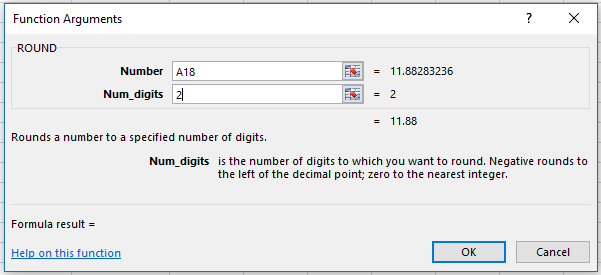 Function Arguments ? ×
ROUND
Number A18 = 11.88283236
Num_digits 2 = 2
= 11.88
Rounds a number to a specified number of digits.
Num_digits is the number of digits to which you want to round. Negative rounds to
the left of the decimal point; zero to the nearest integer.
Formula result =
Help on this function OK Cancel